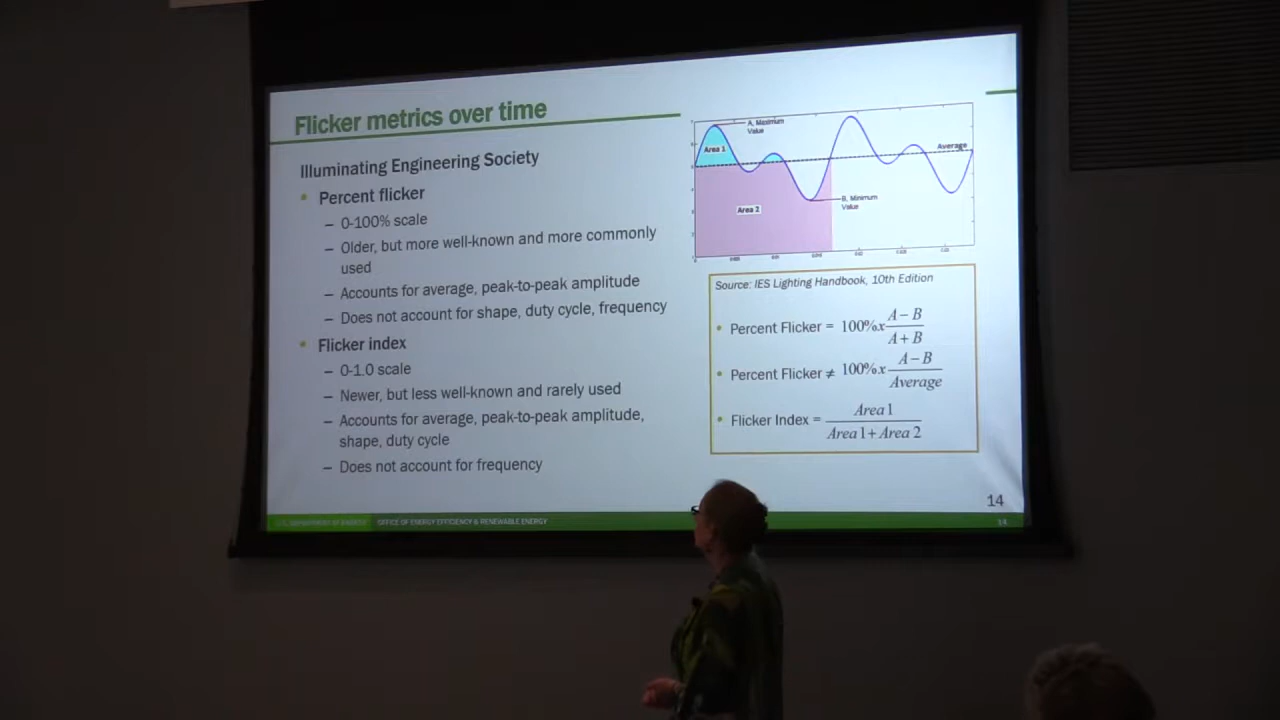 Flicker metrics over time
Illuminating Engineering Society
• Percent flicker
– 0-100% scale
– Older, but more well-known and more commonly
used
– Accounts for average, peak-to-peak amplitude
– Does not account for shape, duty cycle, frequency
• Flicker index
– 0-1.0 scale
– Newer, but less well-known and rarely used
– Accounts for average, peak-to-peak amplitude,
shape, duty cycle
– Does not account for frequency
A, Maximum
Value
Area 1
Average
Area 2
B, Minimum
Value
Source: IES Lighting Handbook, 10th Edition
• Percent Flicker = 100%x (A – B) / (A + B)
• Percent Flicker ≠ 100%x (A – B) / Average
• Flicker Index = Area 1 / (Area 1 + Area 2)
14
U.S. DEPARTMENT OF ENERGY OFFICE OF ENERGY EFFICIENCY & RENEWABLE ENERGY
14